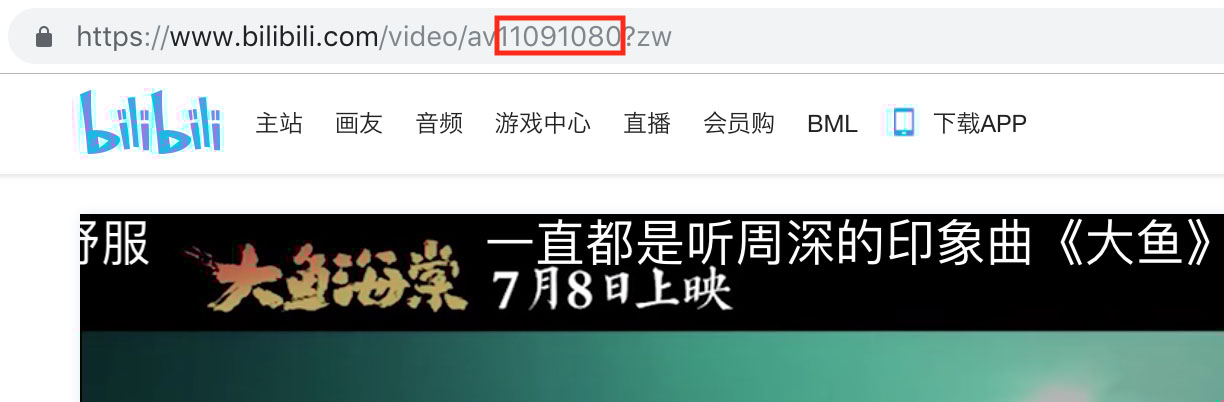 https://www.bilibili.com/video/av11091080?zw
bilibili 主站 画友 音频 游戏中心 直播 会员购 BML 下载APP
舒服 一直都是听周深的印象曲《大鱼》
大鱼海棠 7月8日上映